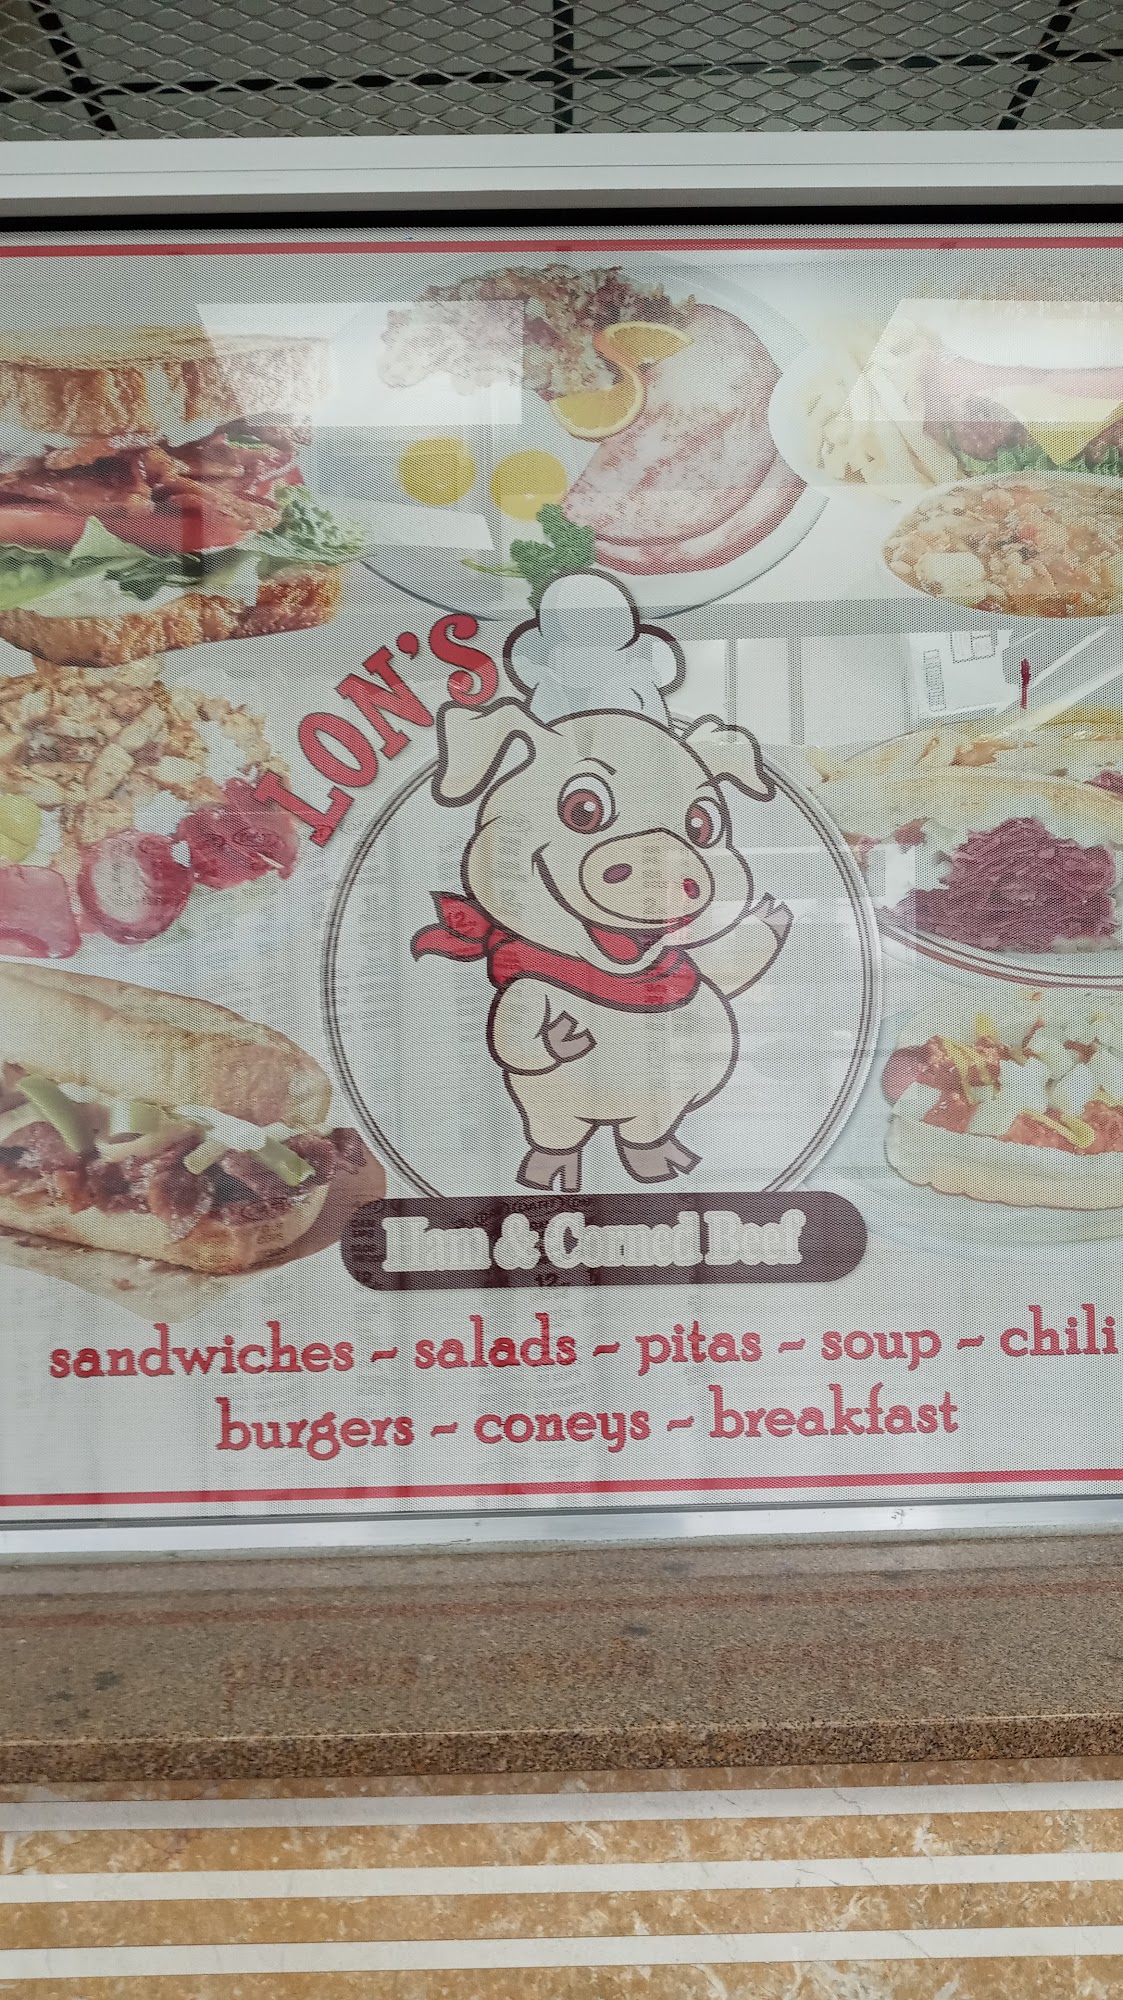 LON'S
Ham & Corned Beef
sandwiches ~ salads ~ pitas ~ soup ~ chili
burgers ~ coneys ~ breakfast